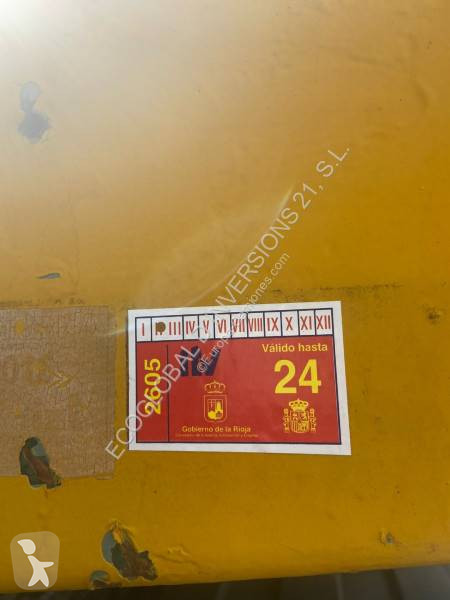 I II III IV V VI VII VIII IX X XI XII
2605
ITV
Válido hasta
24
Gobierno de la Rioja
ECOGLOBAL INVERSIONES 21, S.L.